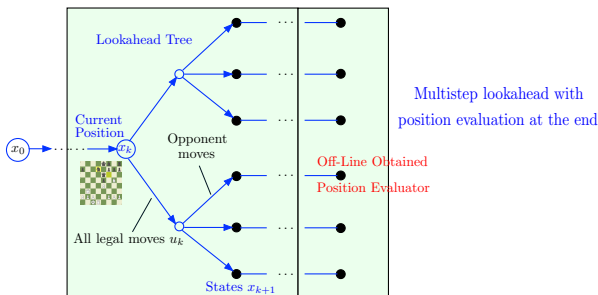 Lookahead Tree
Multistep lookahead with
position evaluation at the end
Current
Position
x_0
x_k
Opponent
moves
Off-Line Obtained
Position Evaluator
All legal moves u_k
States x_{k+1}